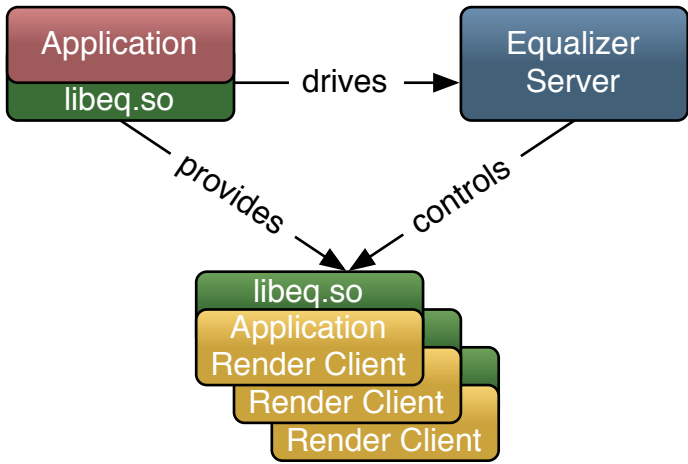 Application
libeq.so
drives
Equalizer
Server
provides
controls
libeq.so
Application
Render Client
Render Client
Render Client